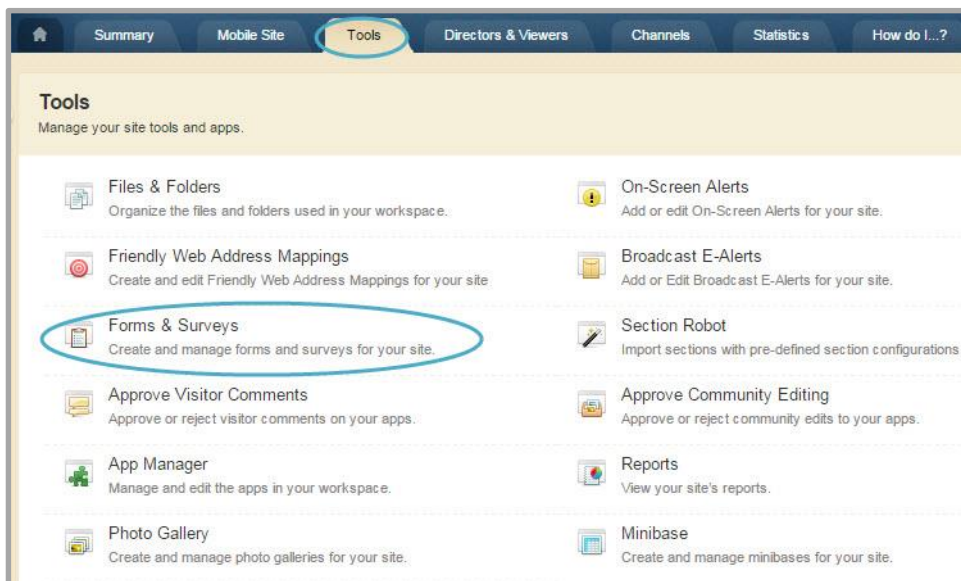 Summary Mobile Site Tools Directors & Viewers Channels Statistics How do I...?
Tools
Manage your site tools and apps.
Files & Folders
Organize the files and folders used in your workspace.
On-Screen Alerts
Add or edit On-Screen Alerts for your site.
Friendly Web Address Mappings
Create and edit Friendly Web Address Mappings for your site
Broadcast E-Alerts
Add or Edit Broadcast E-Alerts for your site.
Forms & Surveys
Create and manage forms and surveys for your site.
Section Robot
Import sections with pre-defined section configurations
Approve Visitor Comments
Approve or reject visitor comments on your apps.
Approve Community Editing
Approve or reject community edits to your apps.
App Manager
Manage and edit the apps in your workspace.
Reports
View your site's reports.
Photo Gallery
Create and manage photo galleries for your site.
Minibase
Create and manage minibases for your site.